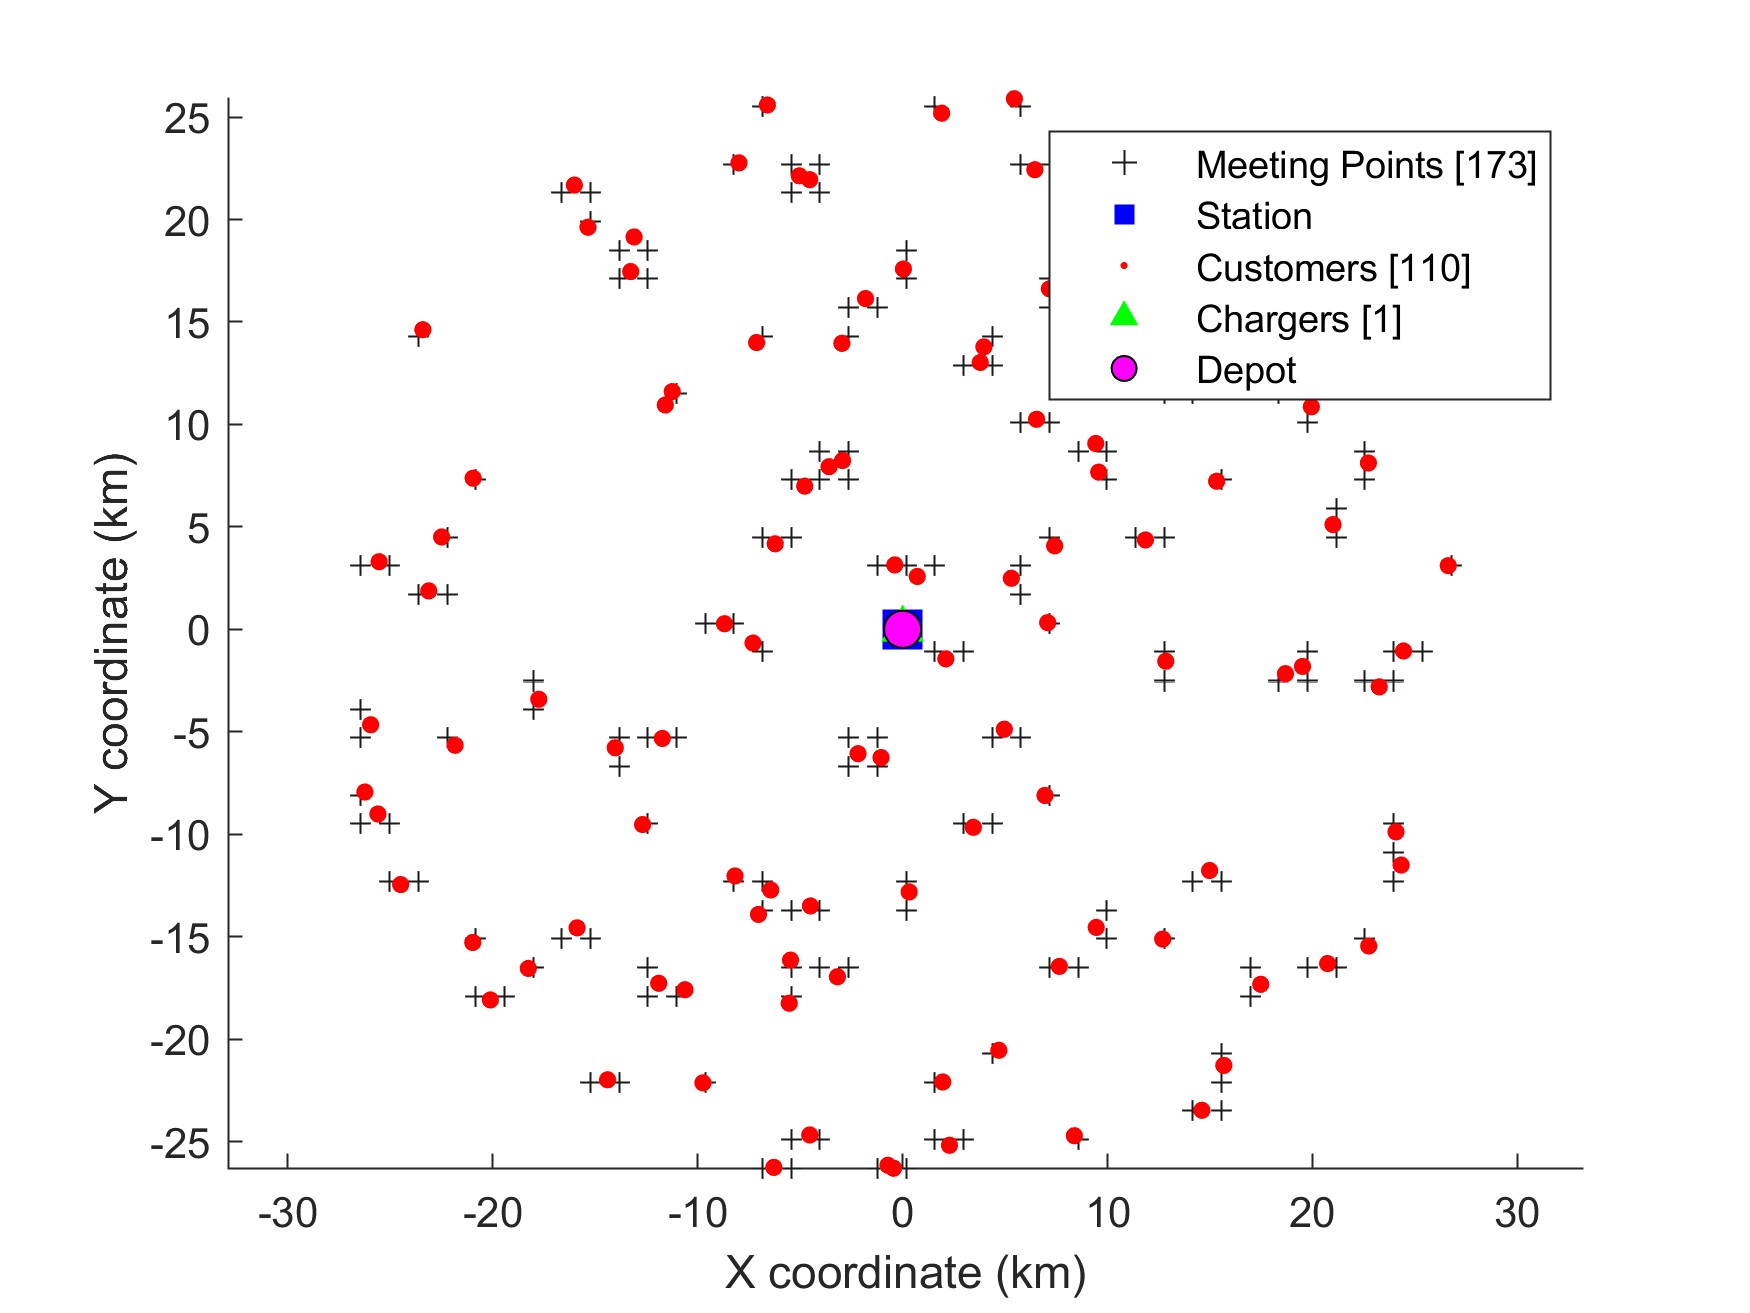 25
20
15
10
5
0
-5
-10
-15
-20
-25
Y coordinate (km)
Meeting Points [173]
Station
Customers [110]
Chargers [1]
Depot
-30 -20 -10 0 10 20 30
X coordinate (km)